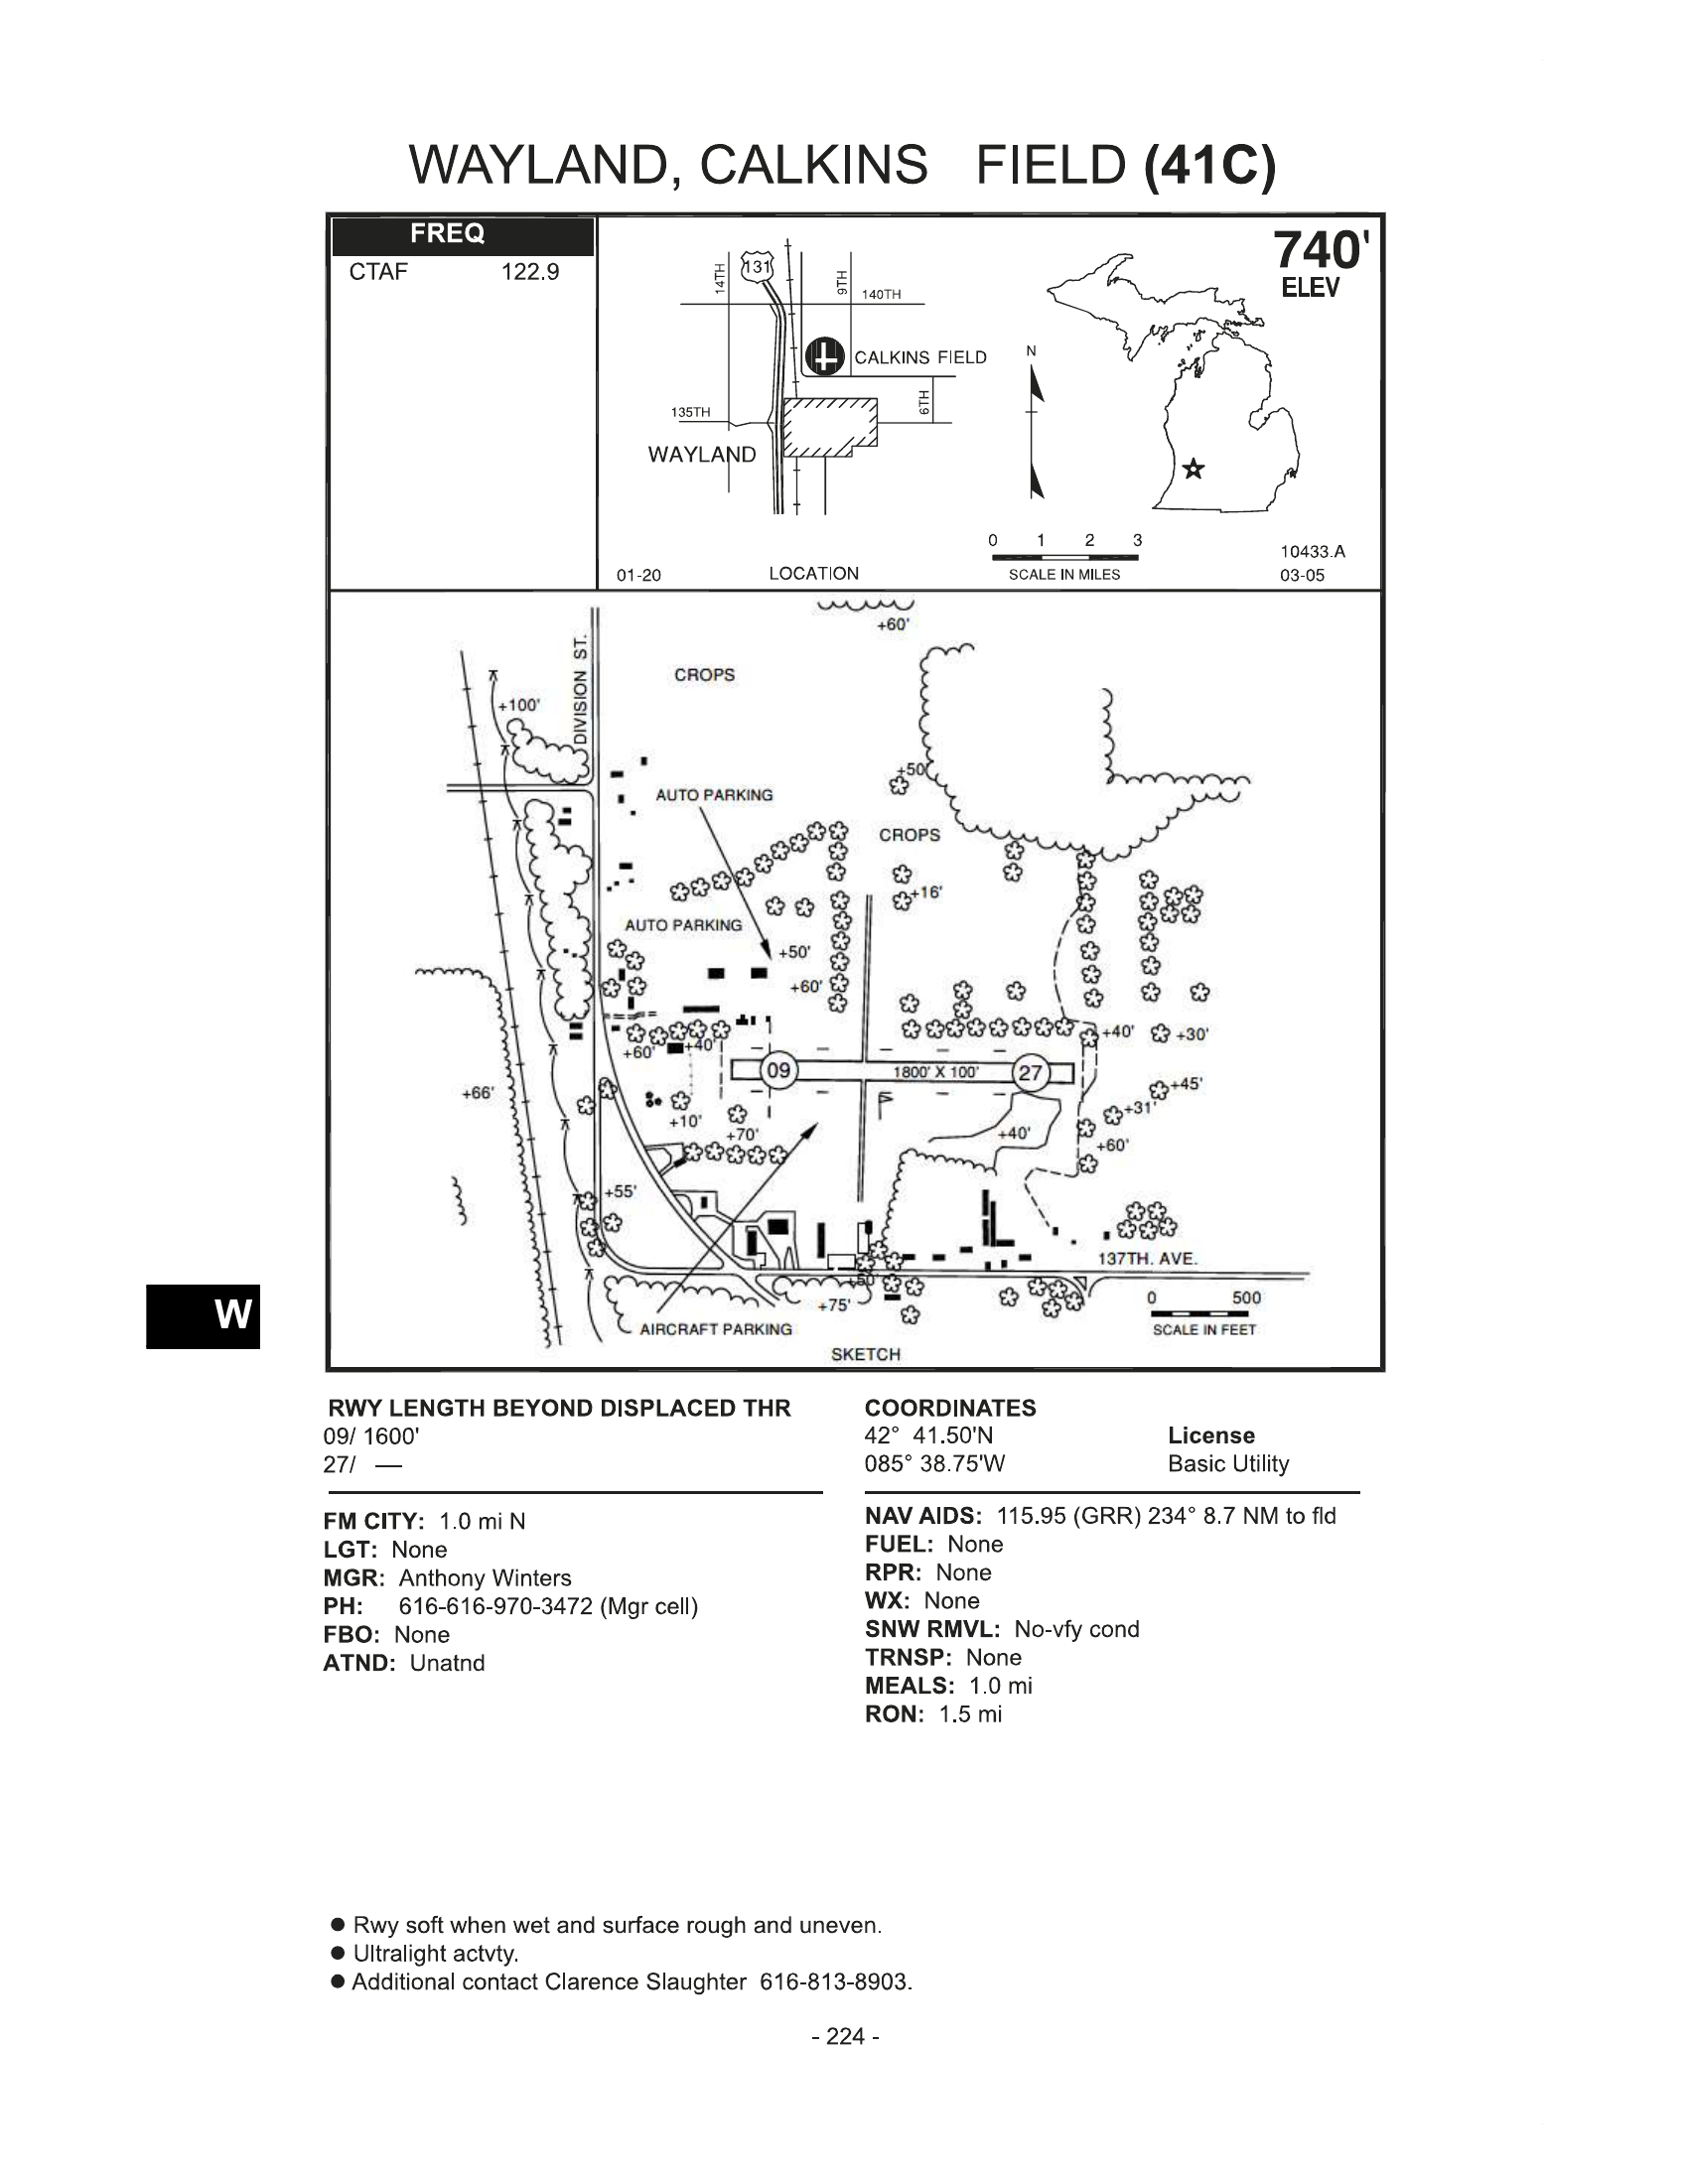 WAYLAND, CALKINS FIELD (41C)
FREQ
CTAF 122.9
740'
ELEV
14TH
131
9TH
140TH
CALKINS FIELD
N
135TH
6TH
WAYLAND
0 1 2 3
SCALE IN MILES
10433.A
03-05
01-20
LOCATION
+60'
DIVISION ST.
CROPS
+100'
+50'
AUTO PARKING
CROPS
+16'
AUTO PARKING
+50'
+60'
+40'
+30'
+60'
+40'
09
1800' X 100'
27
+66'
+45'
+31'
+10'
+70'
+40'
+60'
+55'
137TH. AVE.
+50'
+75'
0 500
SCALE IN FEET
AIRCRAFT PARKING
SKETCH
W
RWY LENGTH BEYOND DISPLACED THR
09/ 1600'
27/ —
COORDINATES
42° 41.50'N
085° 38.75'W
License
Basic Utility
FM CITY: 1.0 mi N
LGT: None
MGR: Anthony Winters
PH: 616-616-970-3472 (Mgr cell)
FBO: None
ATND: Unatnd
NAV AIDS: 115.95 (GRR) 234° 8.7 NM to fld
FUEL: None
RPR: None
WX: None
SNW RMVL: No-vfy cond
TRNSP: None
MEALS: 1.0 mi
RON: 1.5 mi
● Rwy soft when wet and surface rough and uneven.
● Ultralight actvty.
● Additional contact Clarence Slaughter 616-813-8903.
- 224 -